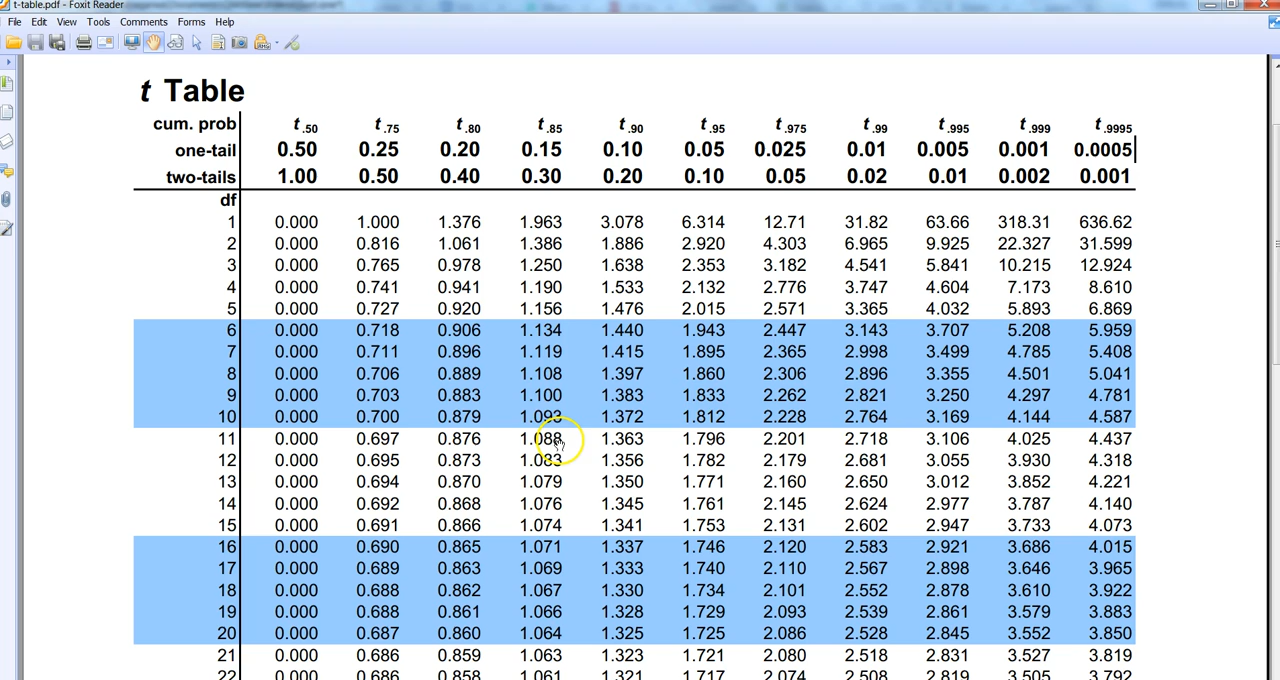 t-table.pdf - Foxit Reader
File Edit View Tools Comments Forms Help
t Table
cum. prob t .50 t .75 t .80 t .85 t .90 t .95 t .975 t .99 t .995 t .999 t .9995
one-tail 0.50 0.25 0.20 0.15 0.10 0.05 0.025 0.01 0.005 0.001 0.0005
two-tails 1.00 0.50 0.40 0.30 0.20 0.10 0.05 0.02 0.01 0.002 0.001
df
1 0.000 1.000 1.376 1.963 3.078 6.314 12.71 31.82 63.66 318.31 636.62
2 0.000 0.816 1.061 1.386 1.886 2.920 4.303 6.965 9.925 22.327 31.599
3 0.000 0.765 0.978 1.250 1.638 2.353 3.182 4.541 5.841 10.215 12.924
4 0.000 0.741 0.941 1.190 1.533 2.132 2.776 3.747 4.604 7.173 8.610
5 0.000 0.727 0.920 1.156 1.476 2.015 2.571 3.365 4.032 5.893 6.869
6 0.000 0.718 0.906 1.134 1.440 1.943 2.447 3.143 3.707 5.208 5.959
7 0.000 0.711 0.896 1.119 1.415 1.895 2.365 2.998 3.499 4.785 5.408
8 0.000 0.706 0.889 1.108 1.397 1.860 2.306 2.896 3.355 4.501 5.041
9 0.000 0.703 0.883 1.100 1.383 1.833 2.262 2.821 3.250 4.297 4.781
10 0.000 0.700 0.879 1.093 1.372 1.812 2.228 2.764 3.169 4.144 4.587
11 0.000 0.697 0.876 1.088 1.363 1.796 2.201 2.718 3.106 4.025 4.437
12 0.000 0.695 0.873 1.083 1.356 1.782 2.179 2.681 3.055 3.930 4.318
13 0.000 0.694 0.870 1.079 1.350 1.771 2.160 2.650 3.012 3.852 4.221
14 0.000 0.692 0.868 1.076 1.345 1.761 2.145 2.624 2.977 3.787 4.140
15 0.000 0.691 0.866 1.074 1.341 1.753 2.131 2.602 2.947 3.733 4.073
16 0.000 0.690 0.865 1.071 1.337 1.746 2.120 2.583 2.921 3.686 4.015
17 0.000 0.689 0.863 1.069 1.333 1.740 2.110 2.567 2.898 3.646 3.965
18 0.000 0.688 0.862 1.067 1.330 1.734 2.101 2.552 2.878 3.610 3.922
19 0.000 0.688 0.861 1.066 1.328 1.729 2.093 2.539 2.861 3.579 3.883
20 0.000 0.687 0.860 1.064 1.325 1.725 2.086 2.528 2.845 3.552 3.850
21 0.000 0.686 0.859 1.063 1.323 1.721 2.080 2.518 2.831 3.527 3.819
22 0.000 0.686 0.858 1.061 1.321 1.717 2.074 2.508 2.819 3.505 3.792